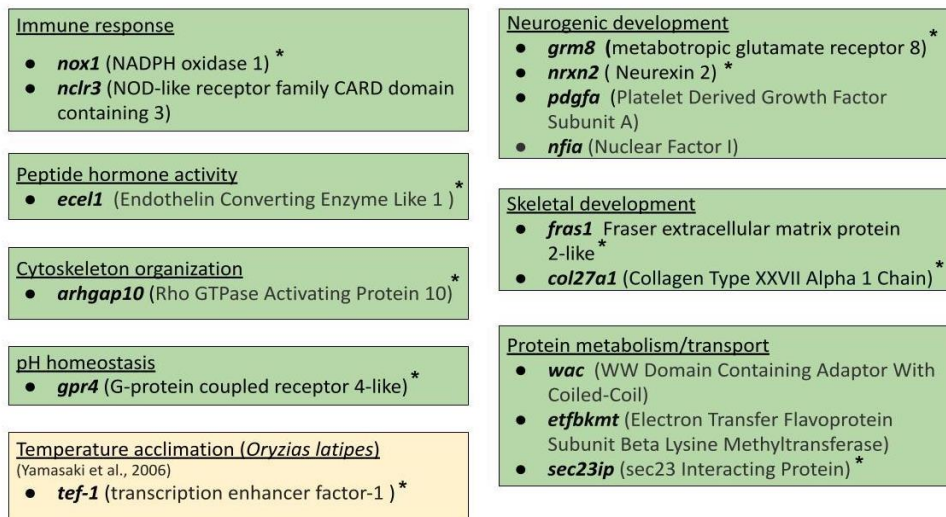 Immune response
● nox1 (NADPH oxidase 1) *
● nclr3 (NOD-like receptor family CARD domain
containing 3)
Peptide hormone activity
● ecel1 (Endothelin Converting Enzyme Like 1 ) *
Cytoskeleton organization
● arhgap10 (Rho GTPase Activating Protein 10) *
pH homeostasis
● gpr4 (G-protein coupled receptor 4-like) *
Temperature acclimation (Oryzias latipes)
(Yamasaki et al., 2006)
● tef-1 (transcription enhancer factor-1 ) *
Neurogenic development
● grm8 (metabotropic glutamate receptor 8) *
● nrxn2 ( Neurexin 2) *
● pdgfa (Platelet Derived Growth Factor
Subunit A)
● nfia (Nuclear Factor I)
Skeletal development
● fras1 Fraser extracellular matrix protein
2-like *
● col27a1 (Collagen Type XXVII Alpha 1 Chain) *
Protein metabolism/transport
● wac (WW Domain Containing Adaptor With
Coiled-Coil)
● etfbkmt (Electron Transfer Flavoprotein
Subunit Beta Lysine Methyltransferase)
● sec23ip (sec23 Interacting Protein) *